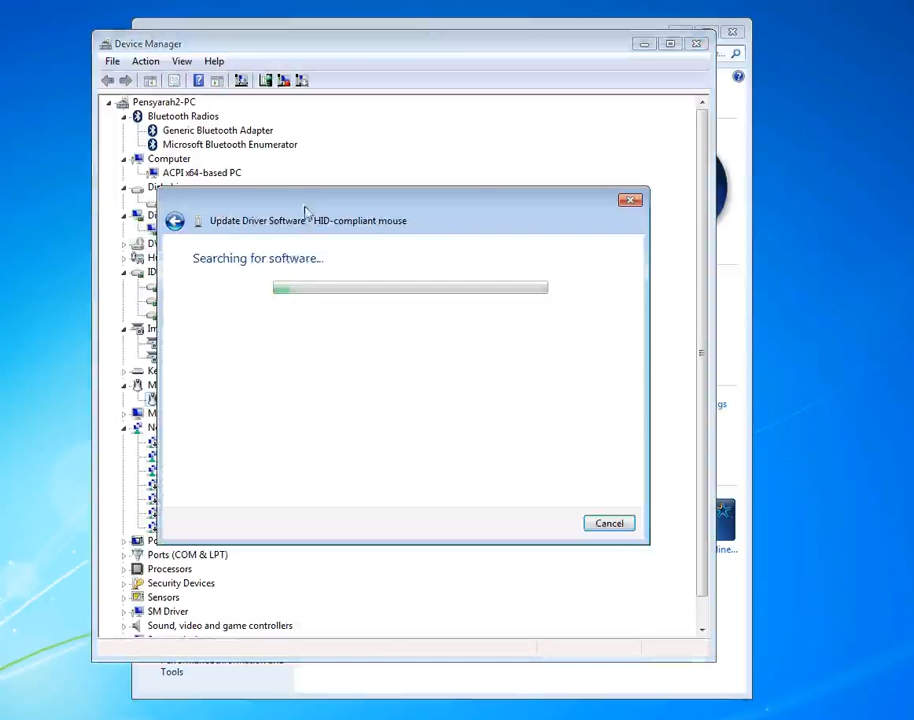 Device Manager
File Action View Help
Pensyarah2-PC
Bluetooth Radios
Generic Bluetooth Adapter
Microsoft Bluetooth Enumerator
Computer
ACPI x64-based PC
Update Driver Software - HID-compliant mouse
Searching for software...
Cancel
Ports (COM & LPT)
Processors
Security Devices
Sensors
SM Driver
Sound, video and game controllers
Tools